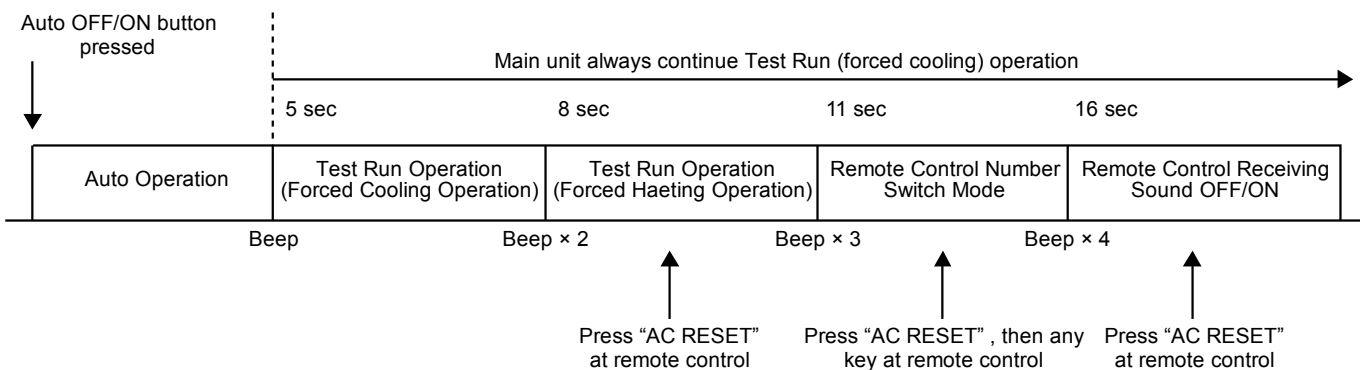 Auto OFF/ON button
pressed
Main unit always continue Test Run (forced cooling) operation
5 sec
8 sec
11 sec
16 sec
Auto Operation
Test Run Operation
(Forced Cooling Operation)
Test Run Operation
(Forced Haeting Operation)
Remote Control Number
Switch Mode
Remote Control Receiving
Sound OFF/ON
Beep
Beep × 2
Beep × 3
Beep × 4
Press “AC RESET”
at remote control
Press “AC RESET” , then any
key at remote control
Press “AC RESET”
at remote control